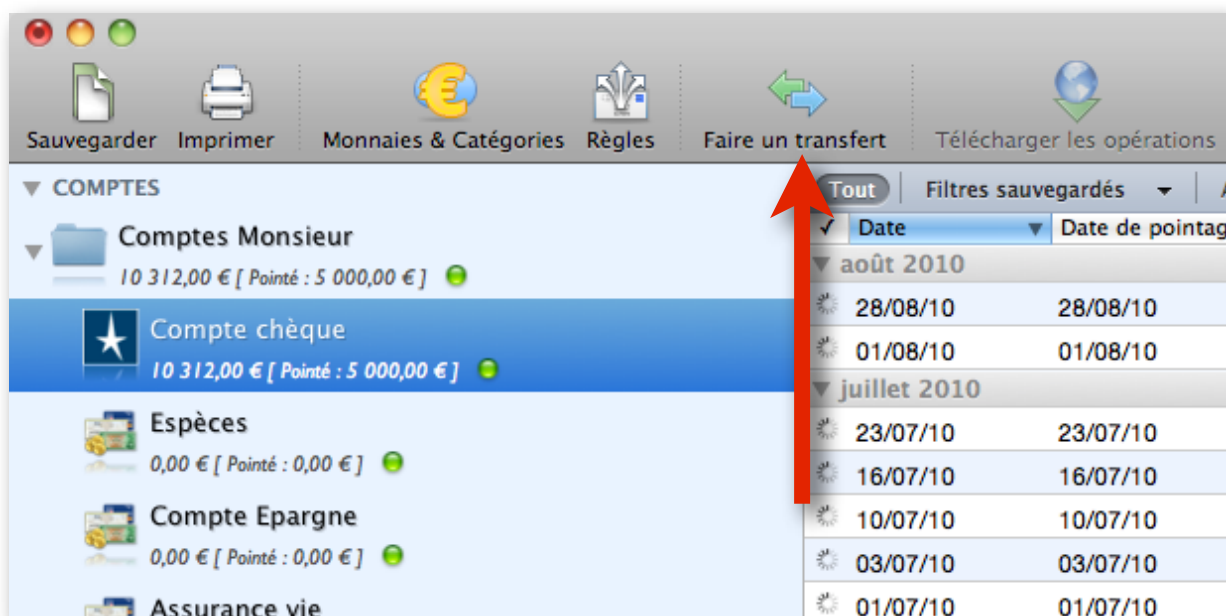 Sauvegarder Imprimer Monnaies & Catégories Règles Faire un transfert Télécharger les opérations
COMPTES
Comptes Monsieur
10 312,00 € [ Pointé : 5 000,00 € ]
Compte chèque
10 312,00 € [ Pointé : 5 000,00 € ]
Espèces
0,00 € [ Pointé : 0,00 € ]
Compte Epargne
0,00 € [ Pointé : 0,00 € ]
Assurance vie
Tout Filtres sauvegardés
✓ Date Date de pointag
août 2010
28/08/10 28/08/10
01/08/10 01/08/10
juillet 2010
23/07/10 23/07/10
16/07/10 16/07/10
10/07/10 10/07/10
03/07/10 03/07/10
01/07/10 01/07/10